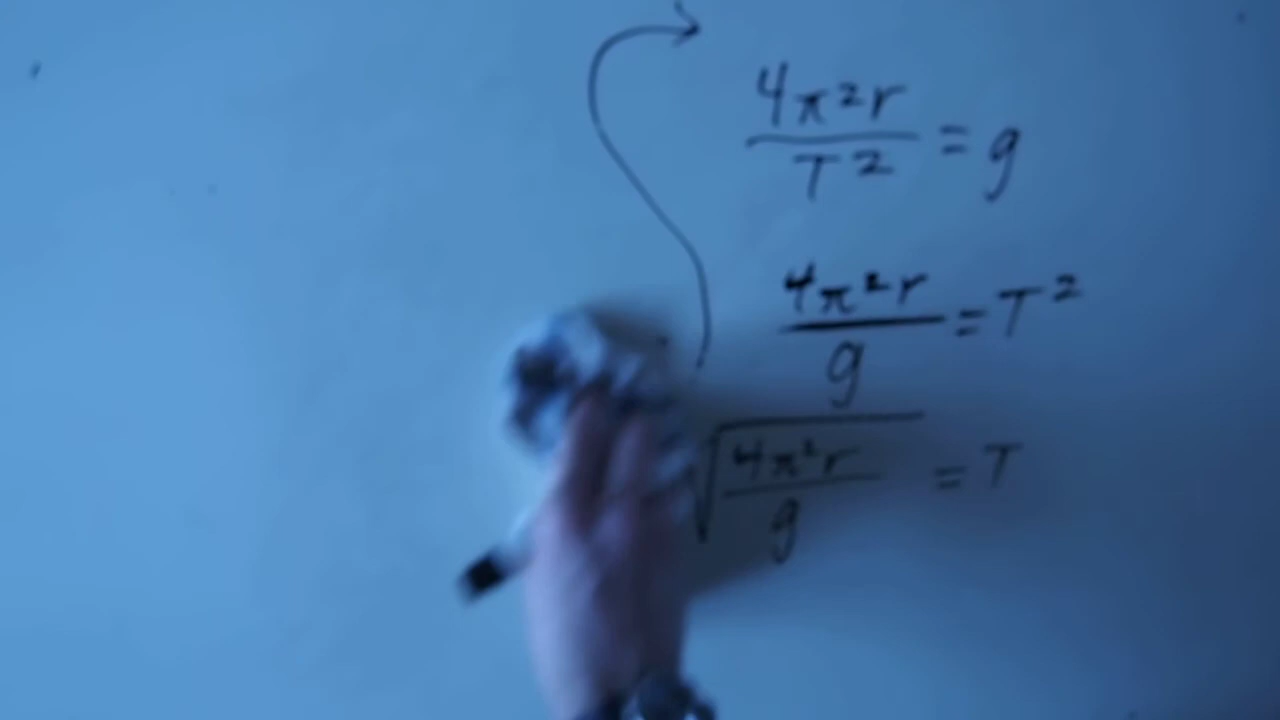 4π²r/T² = g
4π²r/g = T²
√(4π²r/g) = T